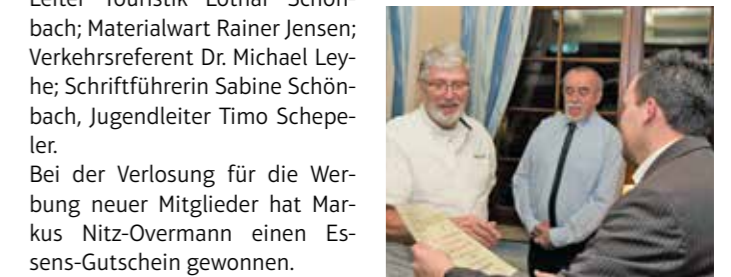 Leiter Touristik Lothar Schön-
bach; Materialwart Rainer Jensen;
Verkehrsreferent Dr. Michael Ley-
he; Schriftführerin Sabine Schön-
bach, Jugendleiter Timo Schepe-
ler.
Bei der Verlosung für die Wer-
bung neuer Mitglieder hat Mar-
kus Nitz-Overmann einen Es-
sens-Gutschein gewonnen.